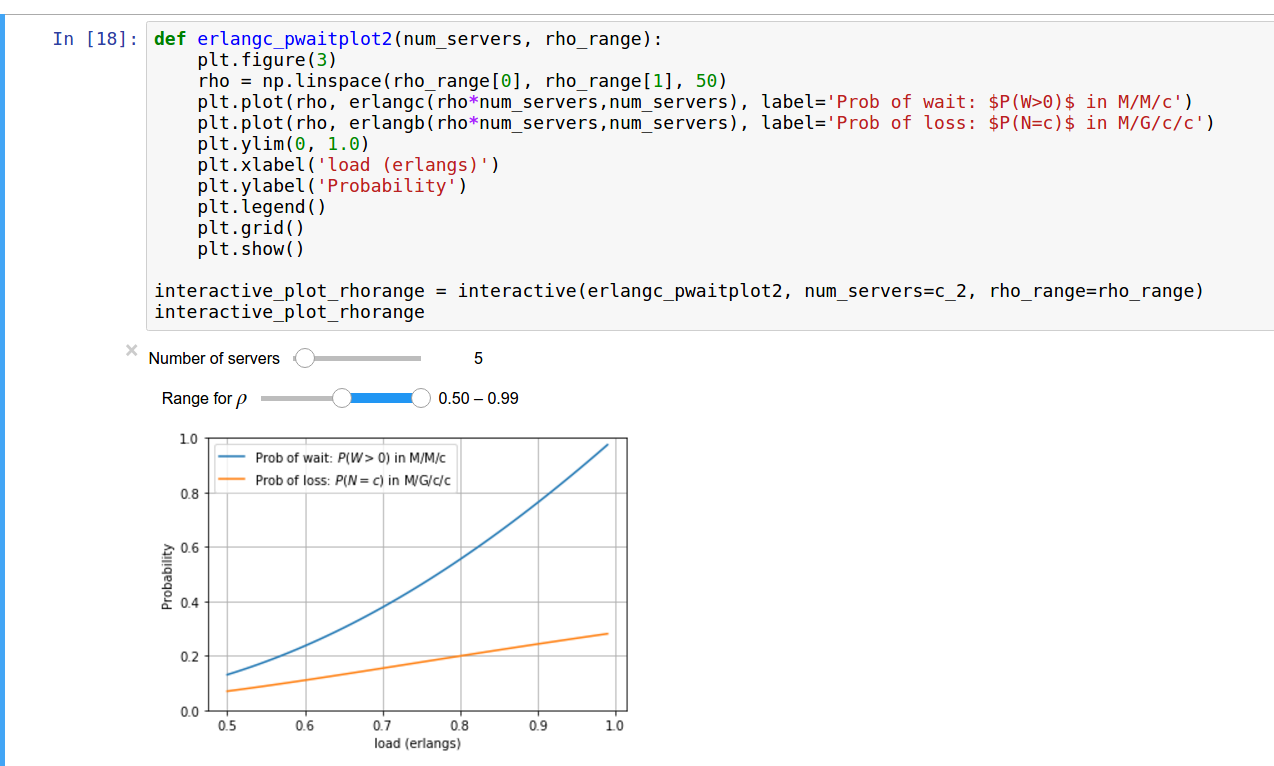 In [18]: def erlangc_pwaitplot2(num_servers, rho_range):
    plt.figure(3)
    rho = np.linspace(rho_range[0], rho_range[1], 50)
    plt.plot(rho, erlangc(rho*num_servers,num_servers), label='Prob of wait: $P(W>0)$ in M/M/c')
    plt.plot(rho, erlangb(rho*num_servers,num_servers), label='Prob of loss: $P(N=c)$ in M/G/c/c')
    plt.ylim(0, 1.0)
    plt.xlabel('load (erlangs)')
    plt.ylabel('Probability')
    plt.legend()
    plt.grid()
    plt.show()
interactive_plot_rhorange = interactive(erlangc_pwaitplot2, num_servers=c_2, rho_range=rho_range)
interactive_plot_rhorange
Number of servers 5
Range for ρ 0.50 – 0.99
Prob of wait: P(W > 0) in M/M/c
Prob of loss: P(N = c) in M/G/c/c
1.0
0.8
0.6
0.4
0.2
0.0
Probability
0.5 0.6 0.7 0.8 0.9 1.0
load (erlangs)